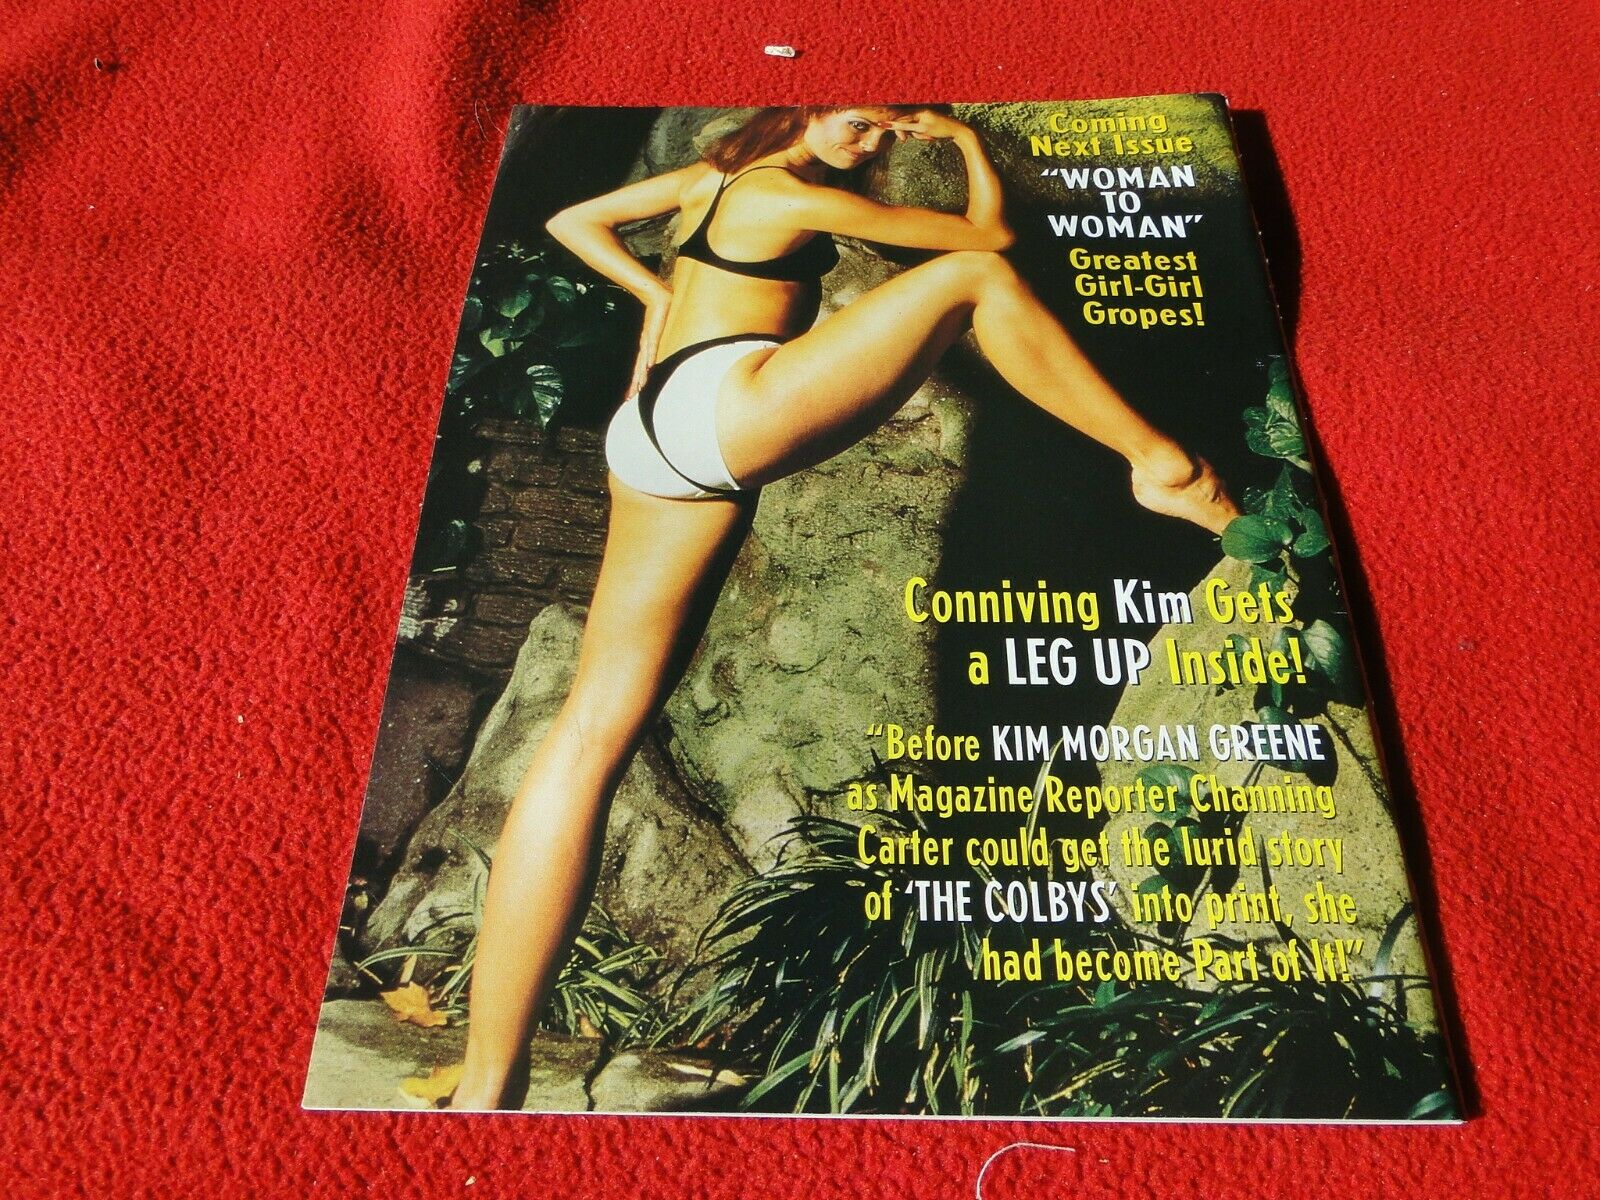 Coming
Next Issue
"WOMAN
TO
WOMAN"
Greatest
Girl-Girl
Gropes!
Conniving Kim Gets
a LEG UP Inside!
"Before KIM MORGAN GREENE
as Magazine Reporter Channing
Carter could get the lurid story
of 'THE COLBYS' into print, she
had become Part of It!"